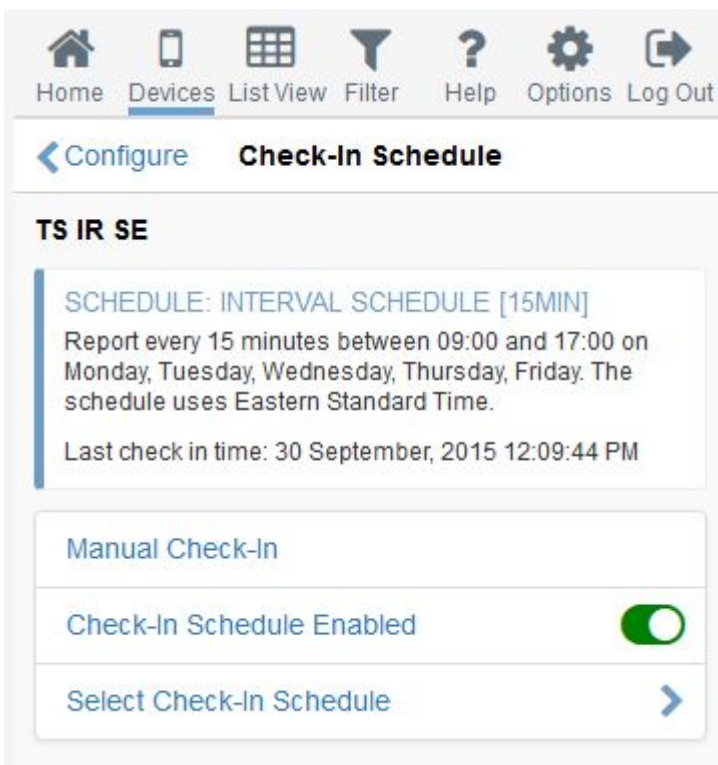 Home Devices List View Filter Help Options Log Out
Configure Check-In Schedule
TS IR SE
SCHEDULE: INTERVAL SCHEDULE [15MIN]
Report every 15 minutes between 09:00 and 17:00 on
Monday, Tuesday, Wednesday, Thursday, Friday. The
schedule uses Eastern Standard Time.
Last check in time: 30 September, 2015 12:09:44 PM
Manual Check-In
Check-In Schedule Enabled
Select Check-In Schedule